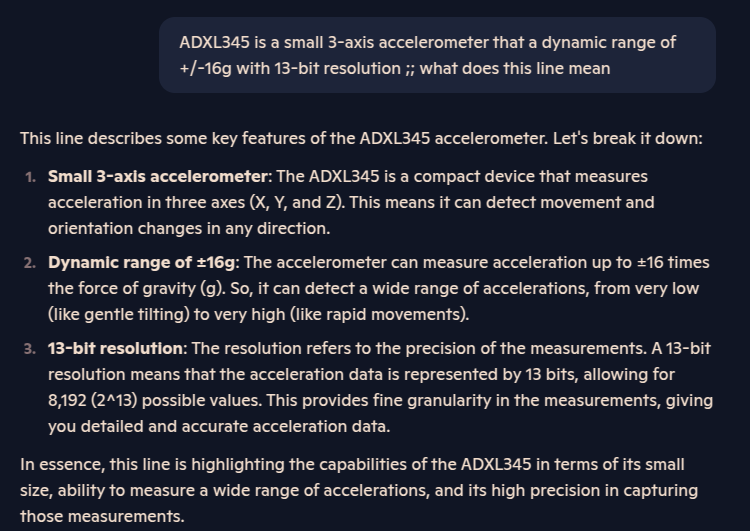 ADXL345 is a small 3-axis accelerometer that a dynamic range of
+/-16g with 13-bit resolution ;; what does this line mean
This line describes some key features of the ADXL345 accelerometer. Let's break it down:
1. Small 3-axis accelerometer: The ADXL345 is a compact device that measures
acceleration in three axes (X, Y, and Z). This means it can detect movement and
orientation changes in any direction.
2. Dynamic range of ±16g: The accelerometer can measure acceleration up to ±16 times
the force of gravity (g). So, it can detect a wide range of accelerations, from very low
(like gentle tilting) to very high (like rapid movements).
3. 13-bit resolution: The resolution refers to the precision of the measurements. A 13-bit
resolution means that the acceleration data is represented by 13 bits, allowing for
8,192 (2^13) possible values. This provides fine granularity in the measurements, giving
you detailed and accurate acceleration data.
In essence, this line is highlighting the capabilities of the ADXL345 in terms of its small
size, ability to measure a wide range of accelerations, and its high precision in capturing
those measurements.